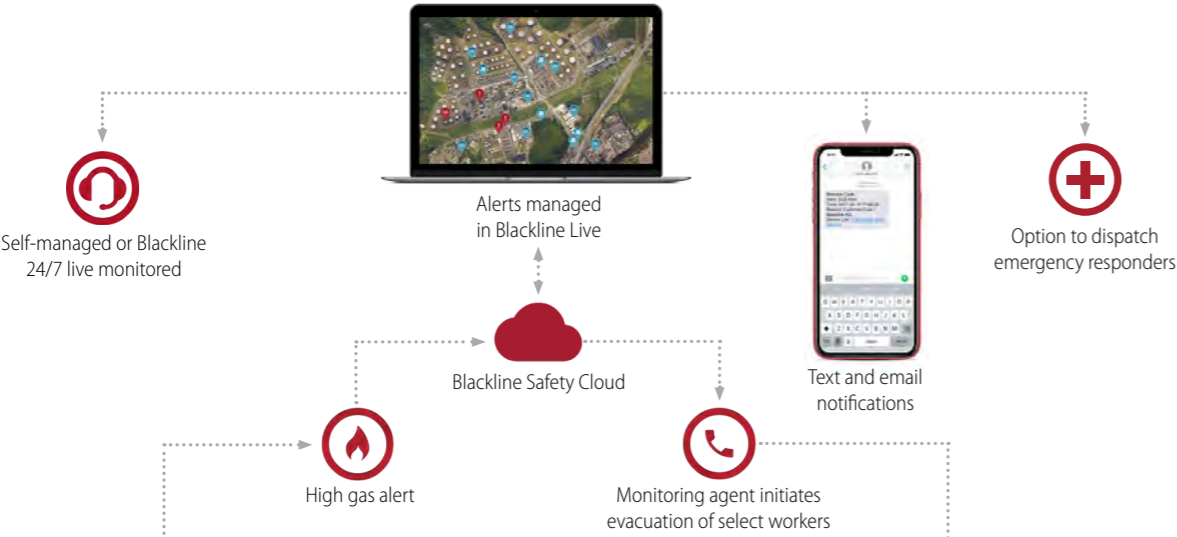 Alerts managed
in Blackline Live
Self-managed or Blackline
24/7 live monitored
Option to dispatch
emergency responders
Blackline Safety Cloud
Text and email
notifications
High gas alert
Monitoring agent initiates
evacuation of select workers